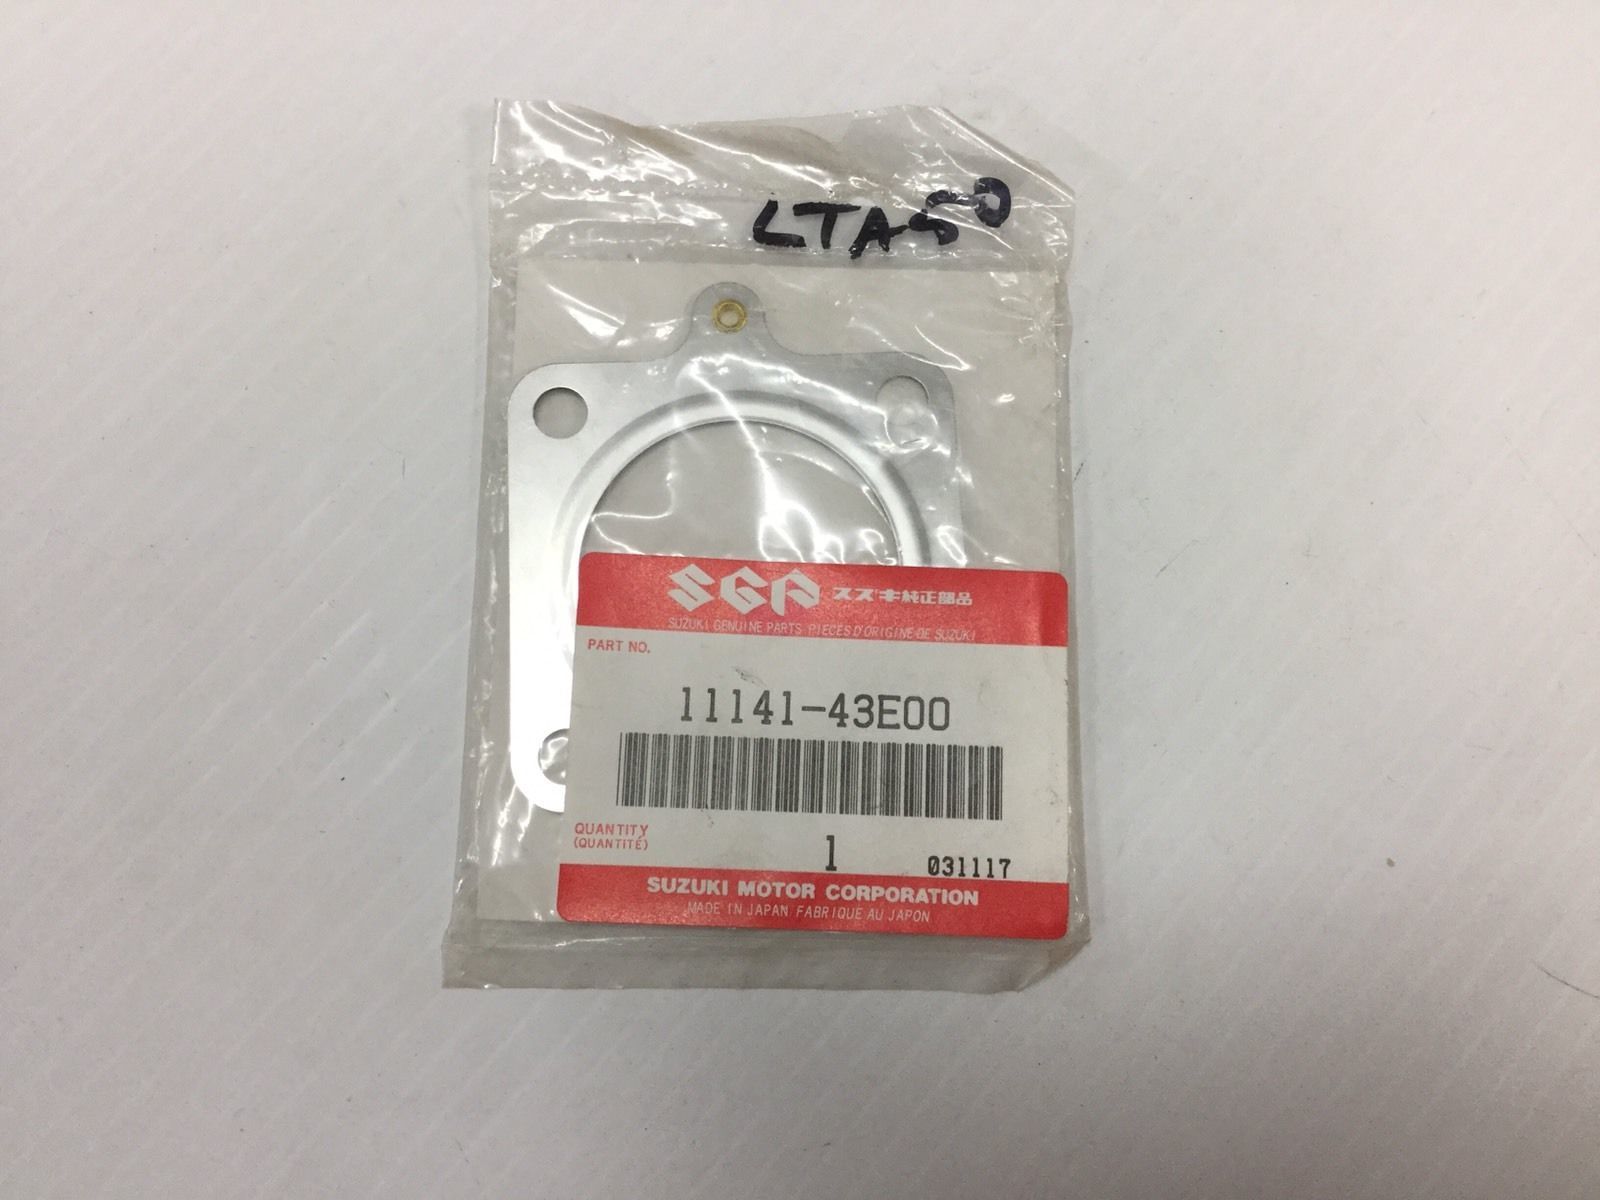 LTA50
SGP スズキ純正部品
SUZUKI GENUINE PARTS PIECES D'ORIGINE DE SUZUKI
PART NO.
11141-43E00
QUANTITY
(QUANTITÉ)
1
031117
SUZUKI MOTOR CORPORATION
MADE IN JAPAN FABRIQUE AU JAPON